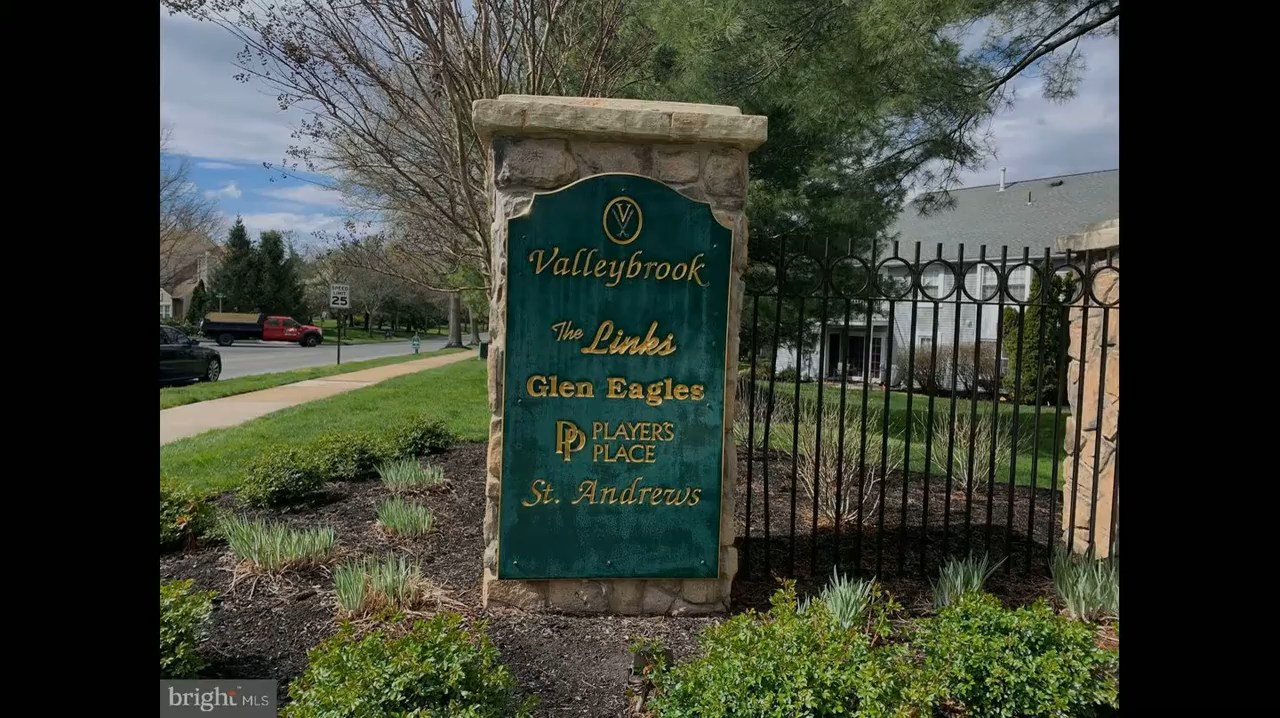 SPEED
LIMIT
25
V
Valleybrook
The Links
Glen Eagles
PP PLAYER'S
PLACE
St. Andrews
bright MLS